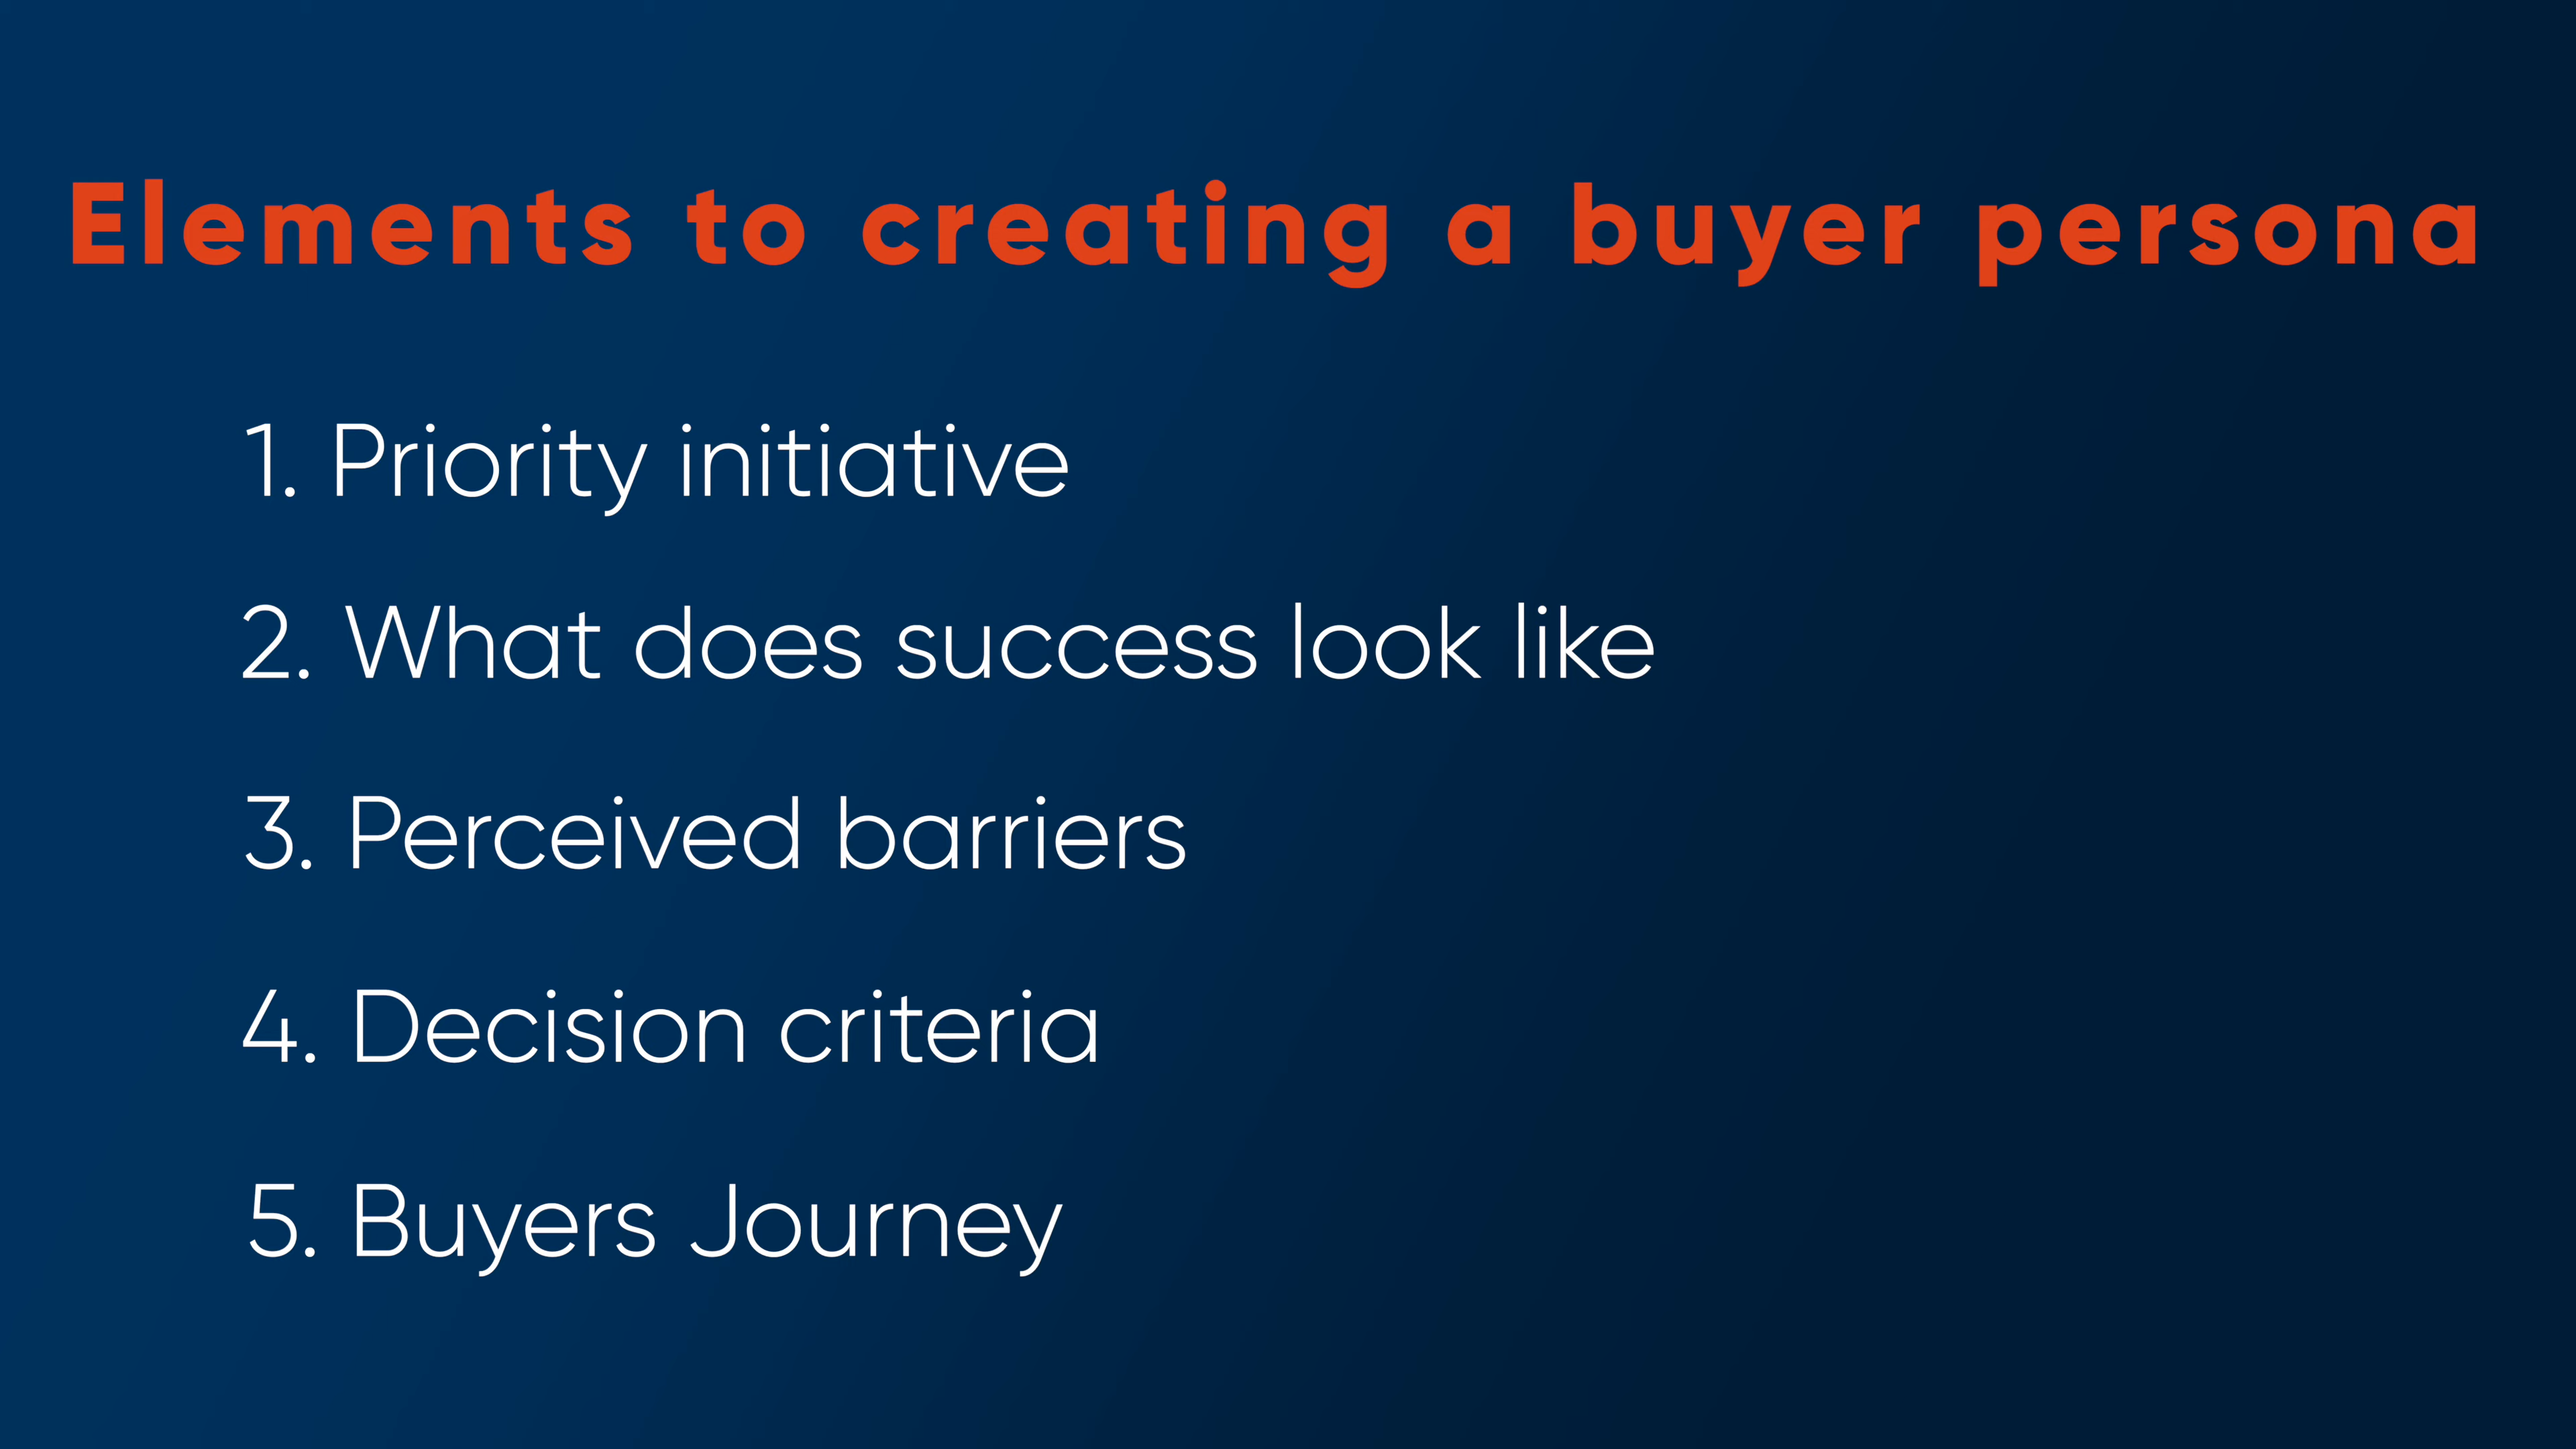 Elements to creating a buyer persona
1. Priority initiative
2. What does success look like
3. Perceived barriers
4. Decision criteria
5. Buyers Journey